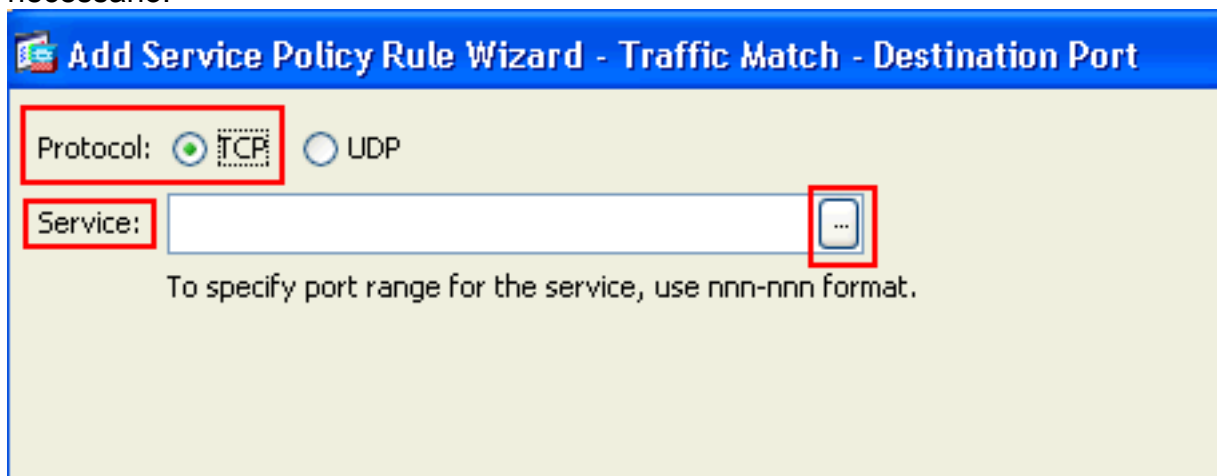 necessario.
Add Service Policy Rule Wizard - Traffic Match - Destination Port
Protocol: TCP UDP
Service: ...
To specify port range for the service, use nnn-nnn format.